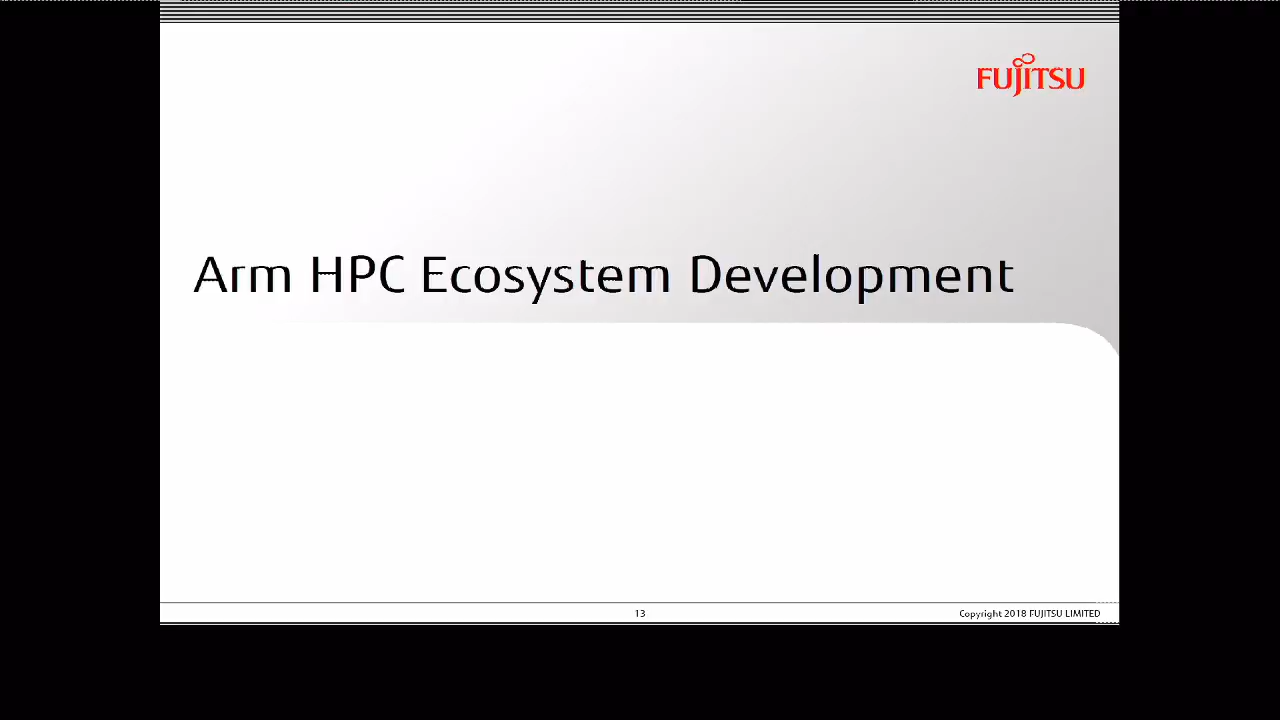 FUJITSU
Arm HPC Ecosystem Development
13
Copyright 2018 FUJITSU LIMITED